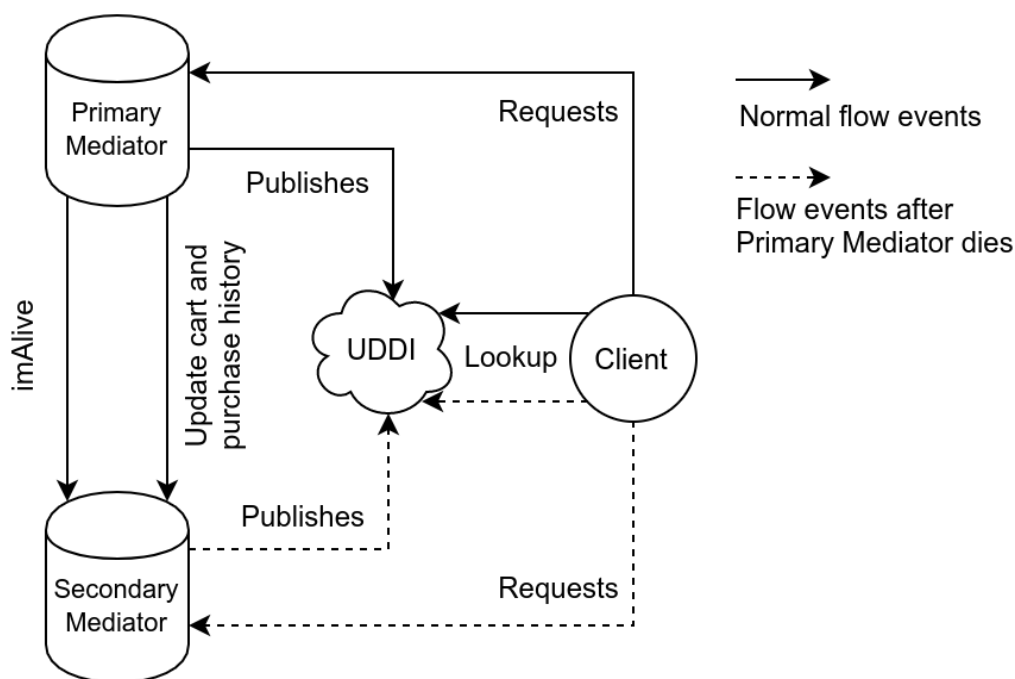 Primary
Mediator
Requests
Normal flow events
Publishes
Flow events after
Primary Mediator dies
imAlive
Update cart and
purchase history
UDDI
Lookup
Client
Publishes
Secondary
Mediator
Requests